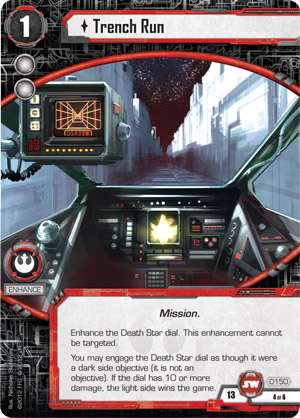 1
Trench Run
ENHANCE
Mission.
Enhance the Death Star dial. This enhancement cannot
be targeted.
You may engage the Death Star dial as though it were
a dark side objective (it is not an
objective). If the dial has 10 or more
damage, the light side wins the game.
SW
0150
13
4 of 6